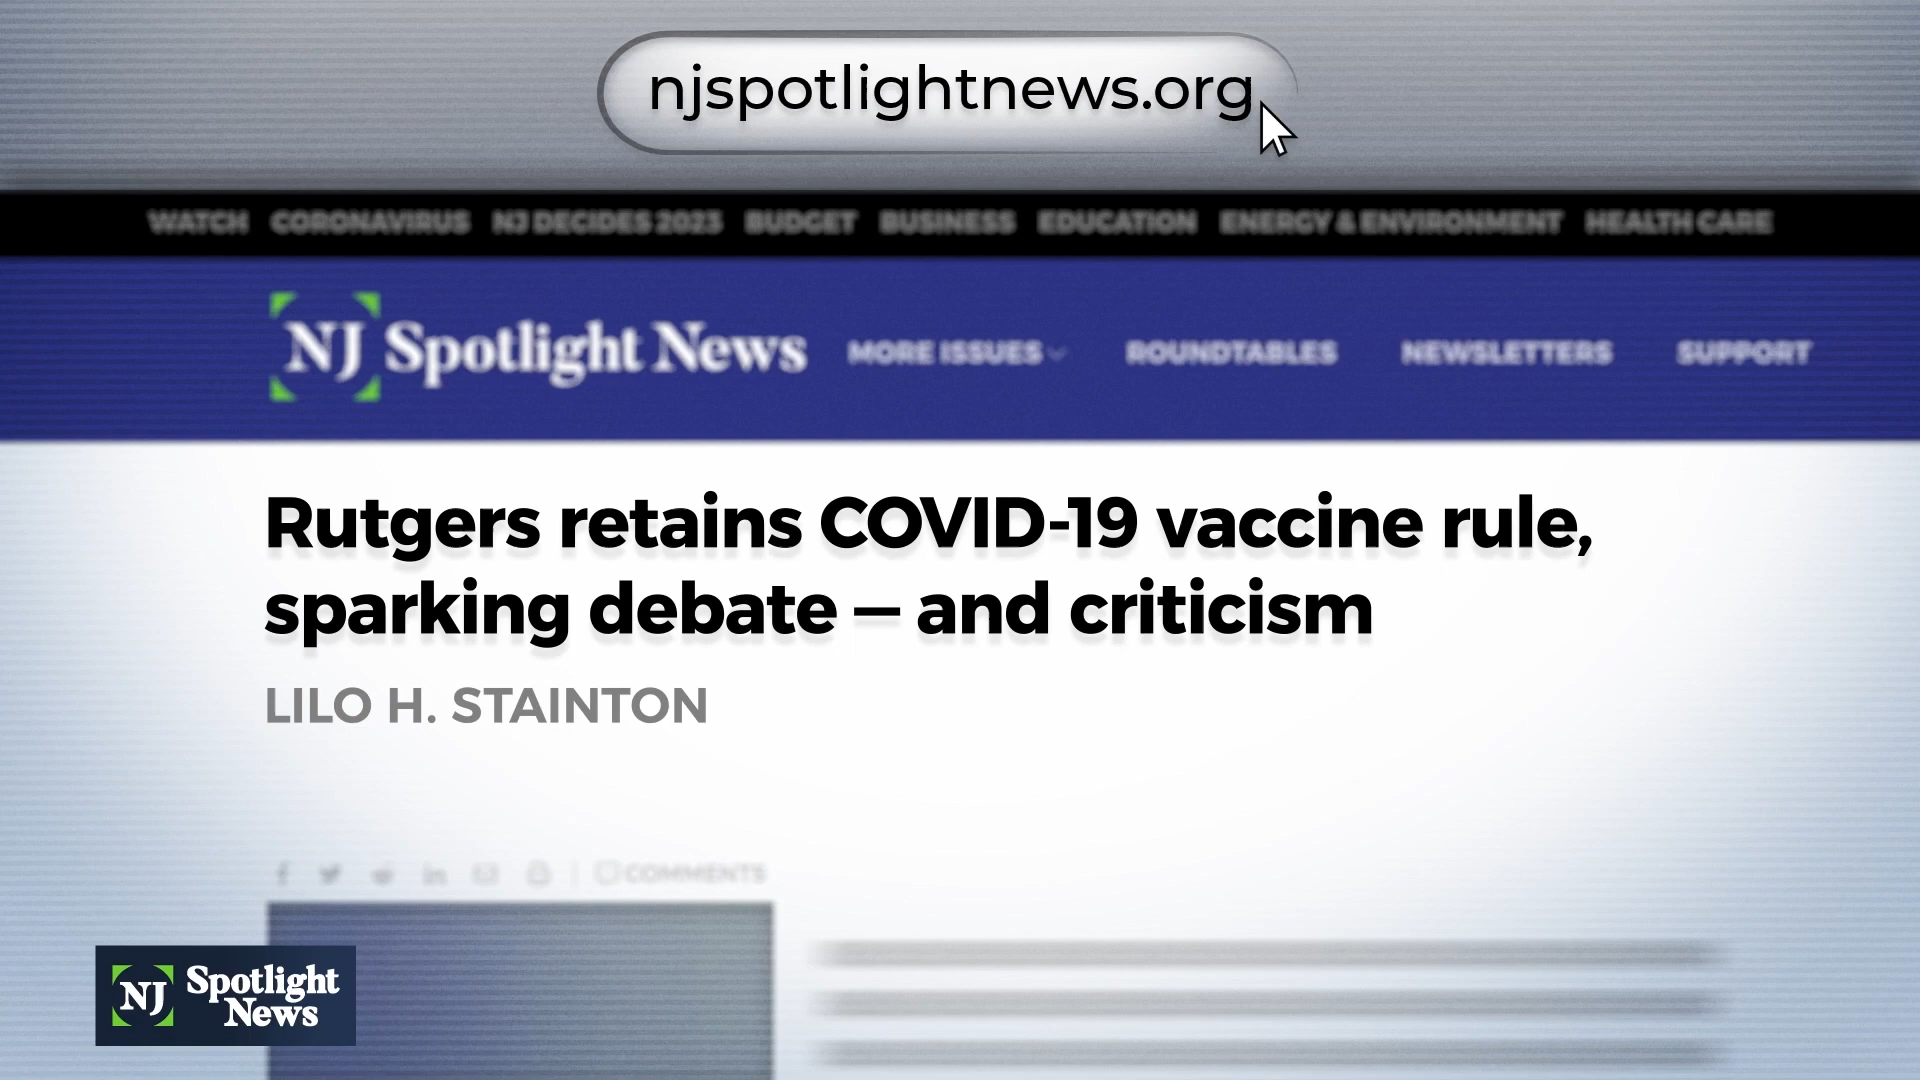 njspotlightnews.org
WATCH CORONAVIRUS NJ DECIDES 2023 BUDGET BUSINESS EDUCATION ENERGY & ENVIRONMENT HEALTH CARE
NJ Spotlight News MORE ISSUES ROUNDTABLES NEWSLETTERS SUPPORT
Rutgers retains COVID-19 vaccine rule,
sparking debate — and criticism
LILO H. STAINTON
COMMENTS
NJ Spotlight
News